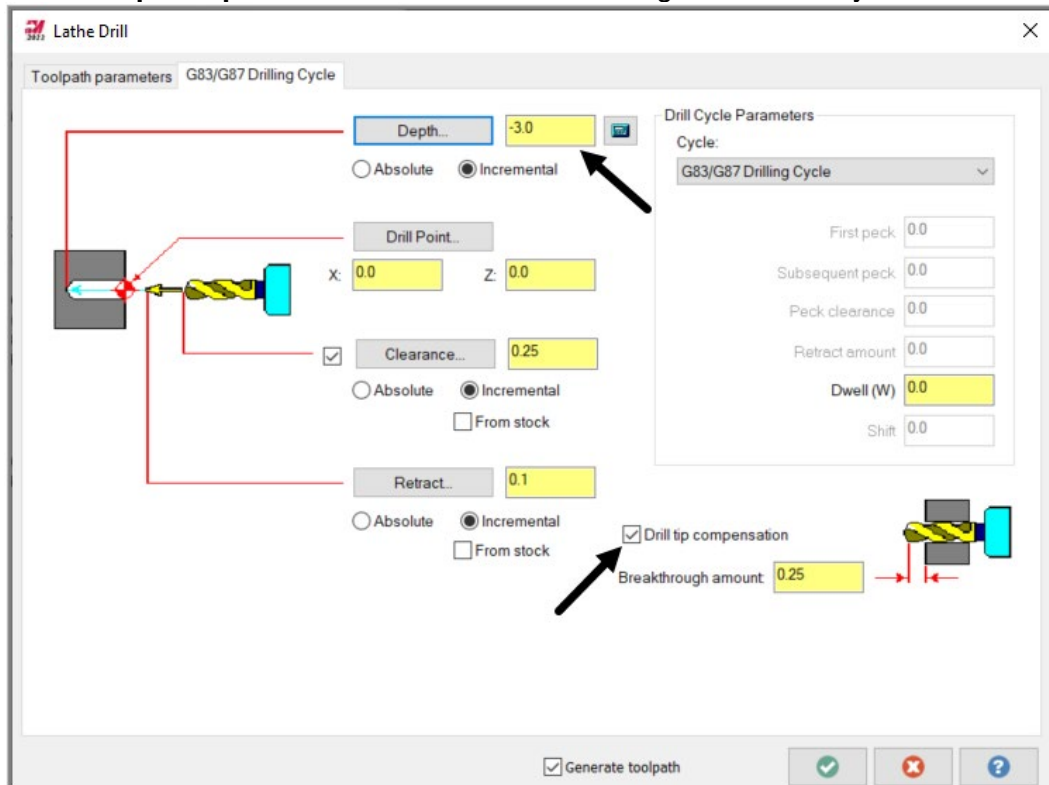 Lathe Drill
Toolpath parameters G83/G87 Drilling Cycle
Depth... -3.0
Absolute Incremental
Drill Point...
X: 0.0 Z: 0.0
Clearance... 0.25
Absolute Incremental
From stock
Retract... 0.1
Absolute Incremental
From stock
Drill Cycle Parameters
Cycle:
G83/G87 Drilling Cycle
First peck 0.0
Subsequent peck 0.0
Peck clearance 0.0
Retract amount 0.0
Dwell (W) 0.0
Shift 0.0
Drill tip compensation
Breakthrough amount 0.25
Generate toolpath